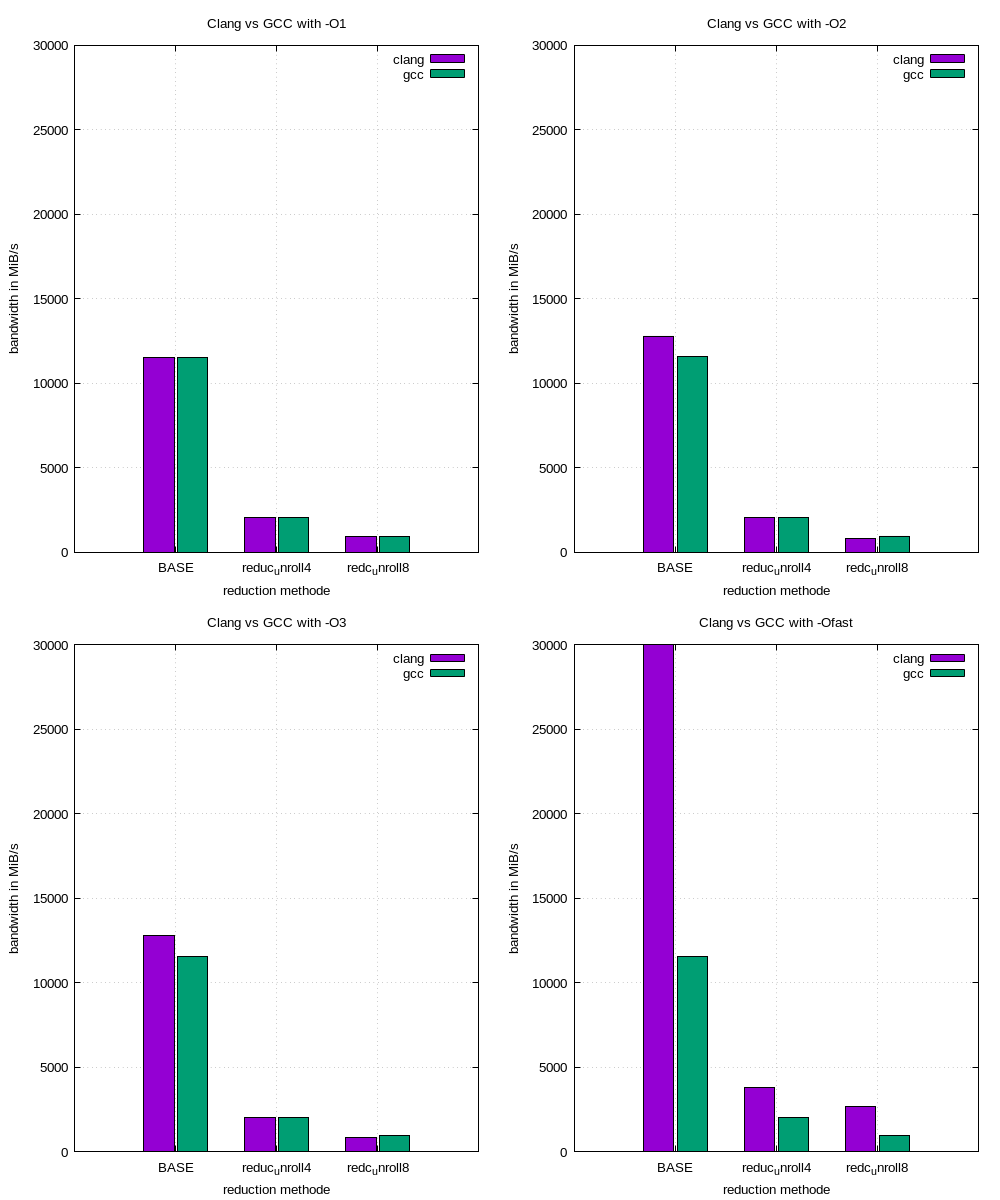 Clang vs GCC with -O1
30000
25000
20000
15000
10000
5000
0
bandwidth in MiB/s
clang
gcc
BASE
reducunroll4
redcunroll8
reduction methode
Clang vs GCC with -O2
30000
25000
20000
15000
10000
5000
0
bandwidth in MiB/s
clang
gcc
BASE
reducunroll4
redcunroll8
reduction methode
Clang vs GCC with -O3
30000
25000
20000
15000
10000
5000
0
bandwidth in MiB/s
clang
gcc
BASE
reducunroll4
redcunroll8
reduction methode
Clang vs GCC with -Ofast
30000
25000
20000
15000
10000
5000
0
bandwidth in MiB/s
clang
gcc
BASE
reducunroll4
redcunroll8
reduction methode